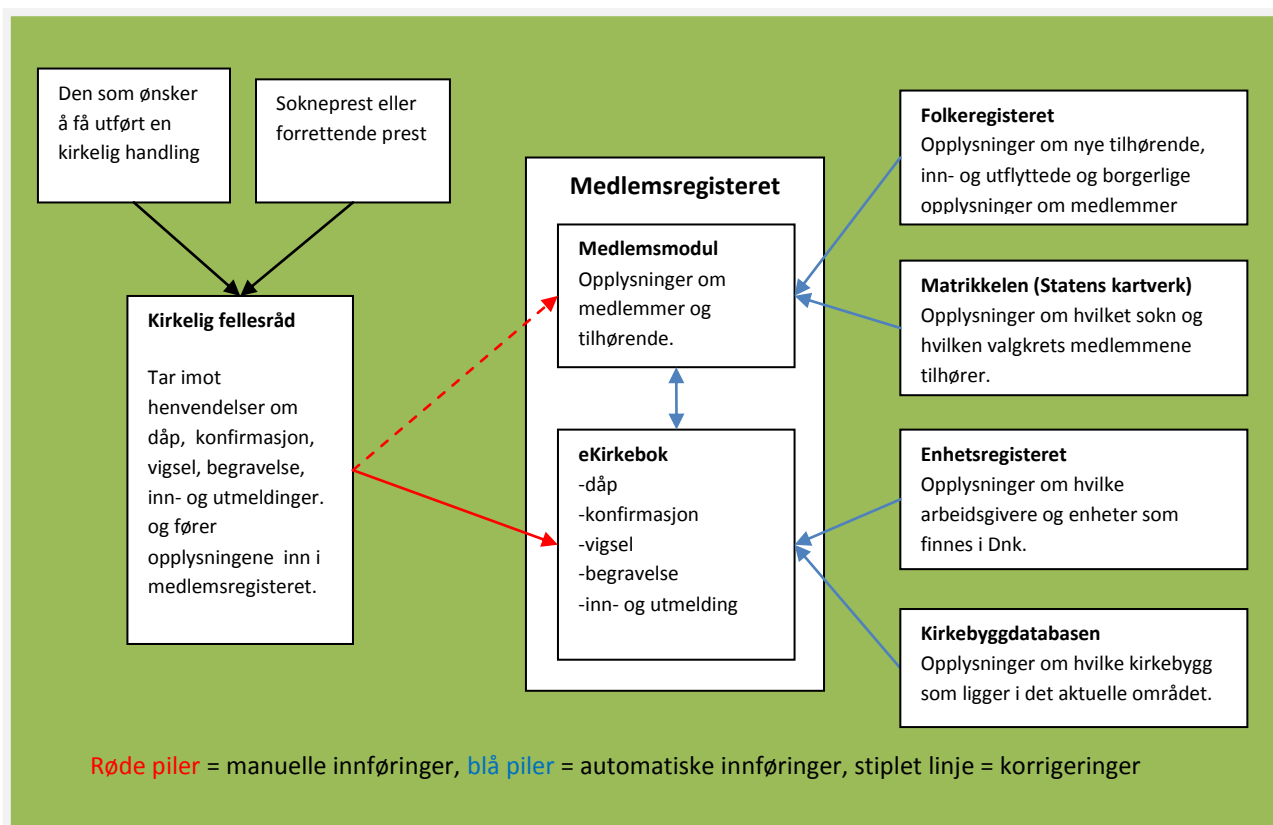 Den som ønsker
å få utført en
kirkelig handling
Sokneprest eller
forrettende prest
Kirkelig fellesråd
Tar imot
henvendelser om
dåp, konfirmasjon,
vigsel, begravelse,
inn- og utmeldinger.
og fører
opplysningene inn i
medlemsregisteret.
Medlemsregisteret
Medlemsmodul
Opplysninger om
medlemmer og
tilhørende.
eKirkebok
-dåp
-konfirmasjon
-vigsel
-begravelse
-inn- og utmelding
Folkeregisteret
Opplysninger om nye tilhørende,
inn- og utflyttede og borgerlige
opplysninger om medlemmer
Matrikkelen (Statens kartverk)
Opplysninger om hvilket sokn og
hvilken valgkrets medlemmene
tilhører.
Enhetsregisteret
Opplysninger om hvilke
arbeidsgivere og enheter som
finnes i Dnk.
Kirkebyggdatabasen
Opplysninger om hvilke kirkebygg
som ligger i det aktuelle området.
Røde piler = manuelle innføringer, blå piler = automatiske innføringer, stiplet linje = korrigeringer